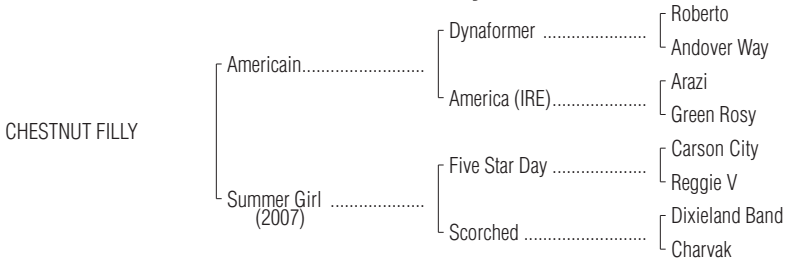 Roberto
Dynaformer ......................
Andover Way
Americain..........................
Arazi
America (IRE)....................
Green Rosy
CHESTNUT FILLY
Carson City
Five Star Day ....................
Reggie V
Summer Girl ....................
(2007)
Dixieland Band
Scorched ..........................
Charvak